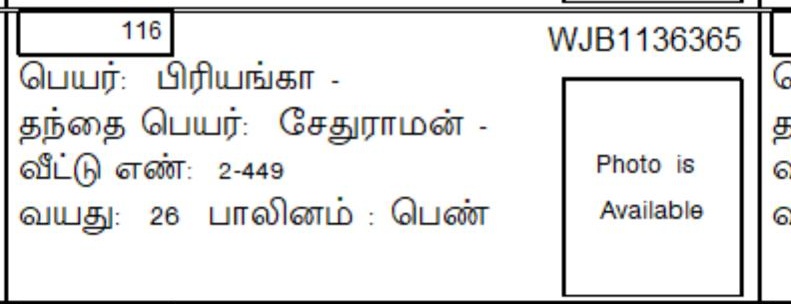 116
WJB1136365
பெயர்: பிரியங்கா -
தந்தை பெயர்: சேதுராமன் -
வீட்டு எண்: 2-449
வயது: 26 பாலினம் : பெண்
Photo is
Available